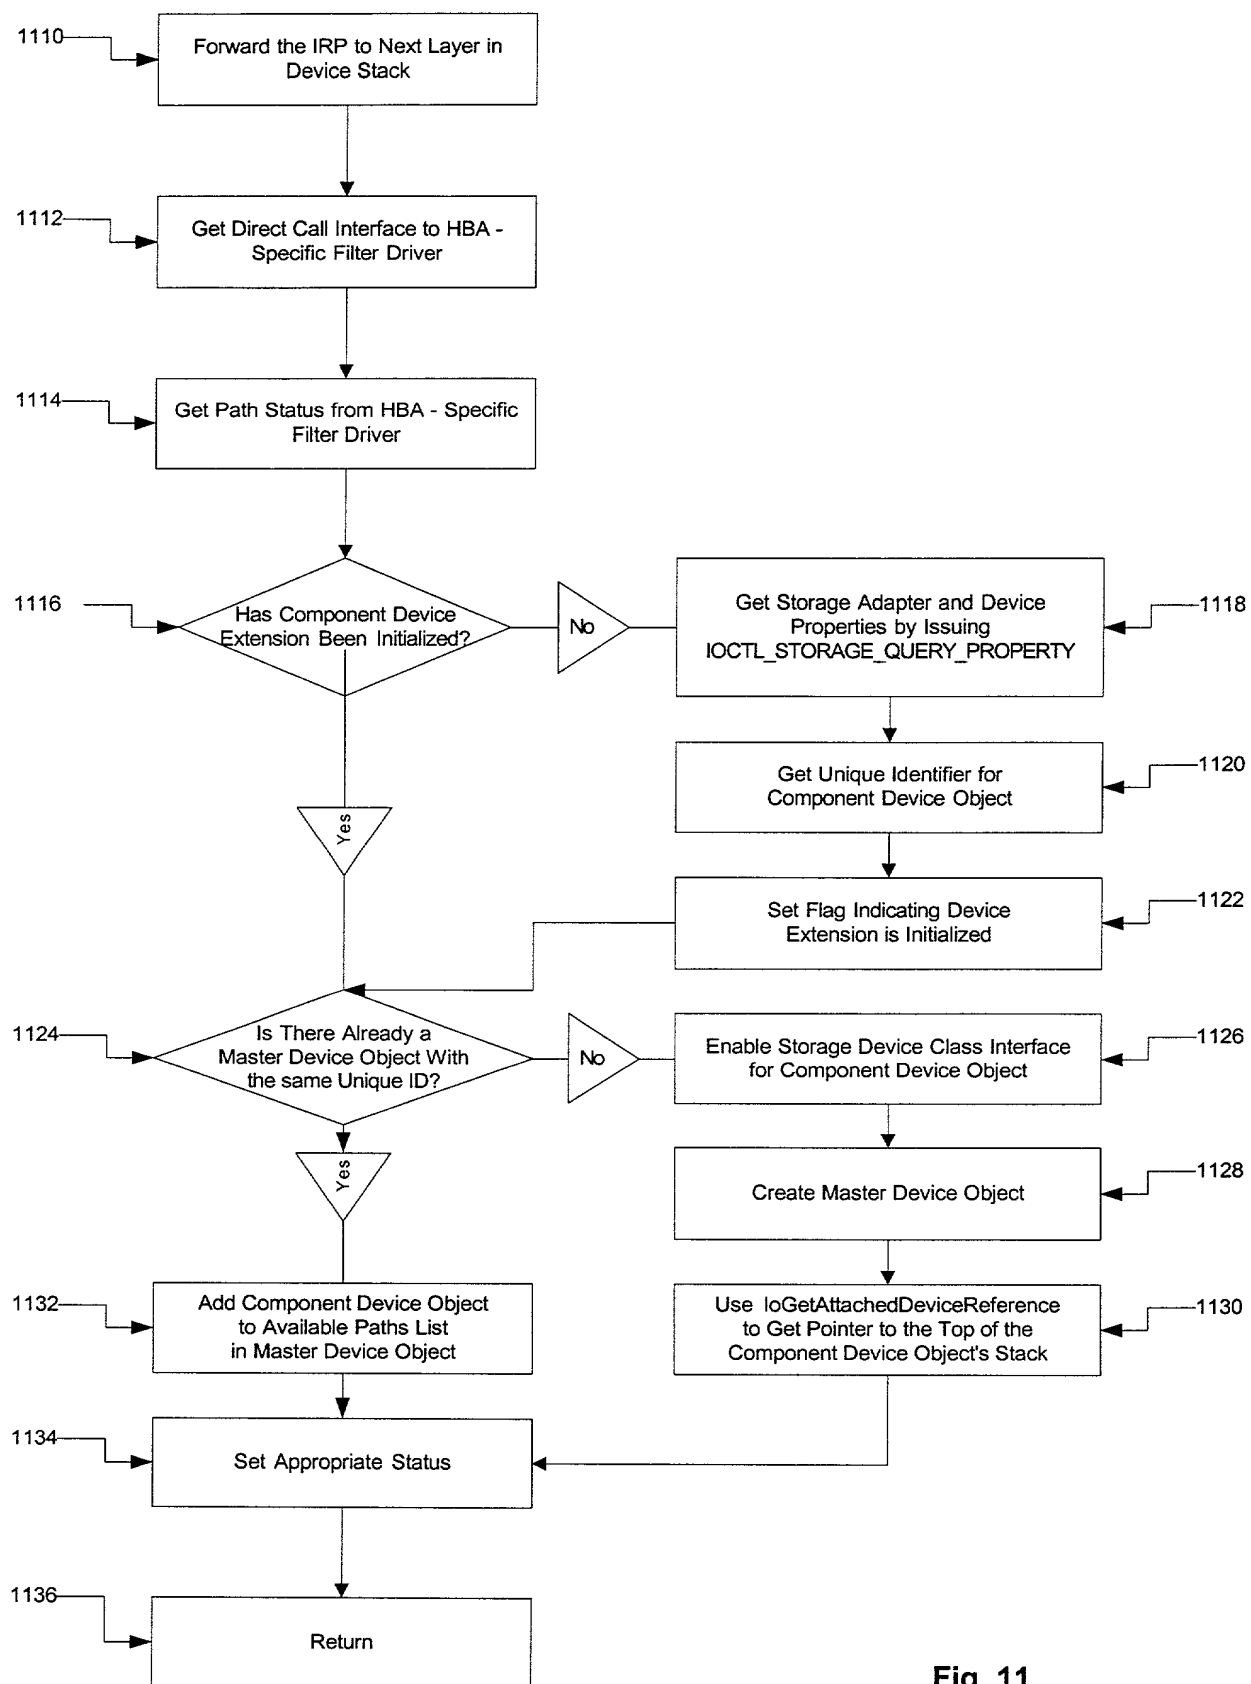 1110
Forward the IRP to Next Layer in
Device Stack
1112
Get Direct Call Interface to HBA -
Specific Filter Driver
1114
Get Path Status from HBA - Specific
Filter Driver
1116
Has Component Device
Extension Been Initialized?
No
Get Storage Adapter and Device
Properties by Issuing
IOCTL_STORAGE_QUERY_PROPERTY
1118
Get Unique Identifier for
Component Device Object
1120
Yes
Set Flag Indicating Device
Extension is Initialized
1122
1124
Is There Already a
Master Device Object With
the same Unique ID?
No
Enable Storage Device Class Interface
for Component Device Object
1126
Yes
Create Master Device Object
1128
1132
Add Component Device Object
to Available Paths List
in Master Device Object
Use IoGetAttachedDeviceReference
to Get Pointer to the Top of the
Component Device Object's Stack
1130
1134
Set Appropriate Status
1136
Return
Fig. 11